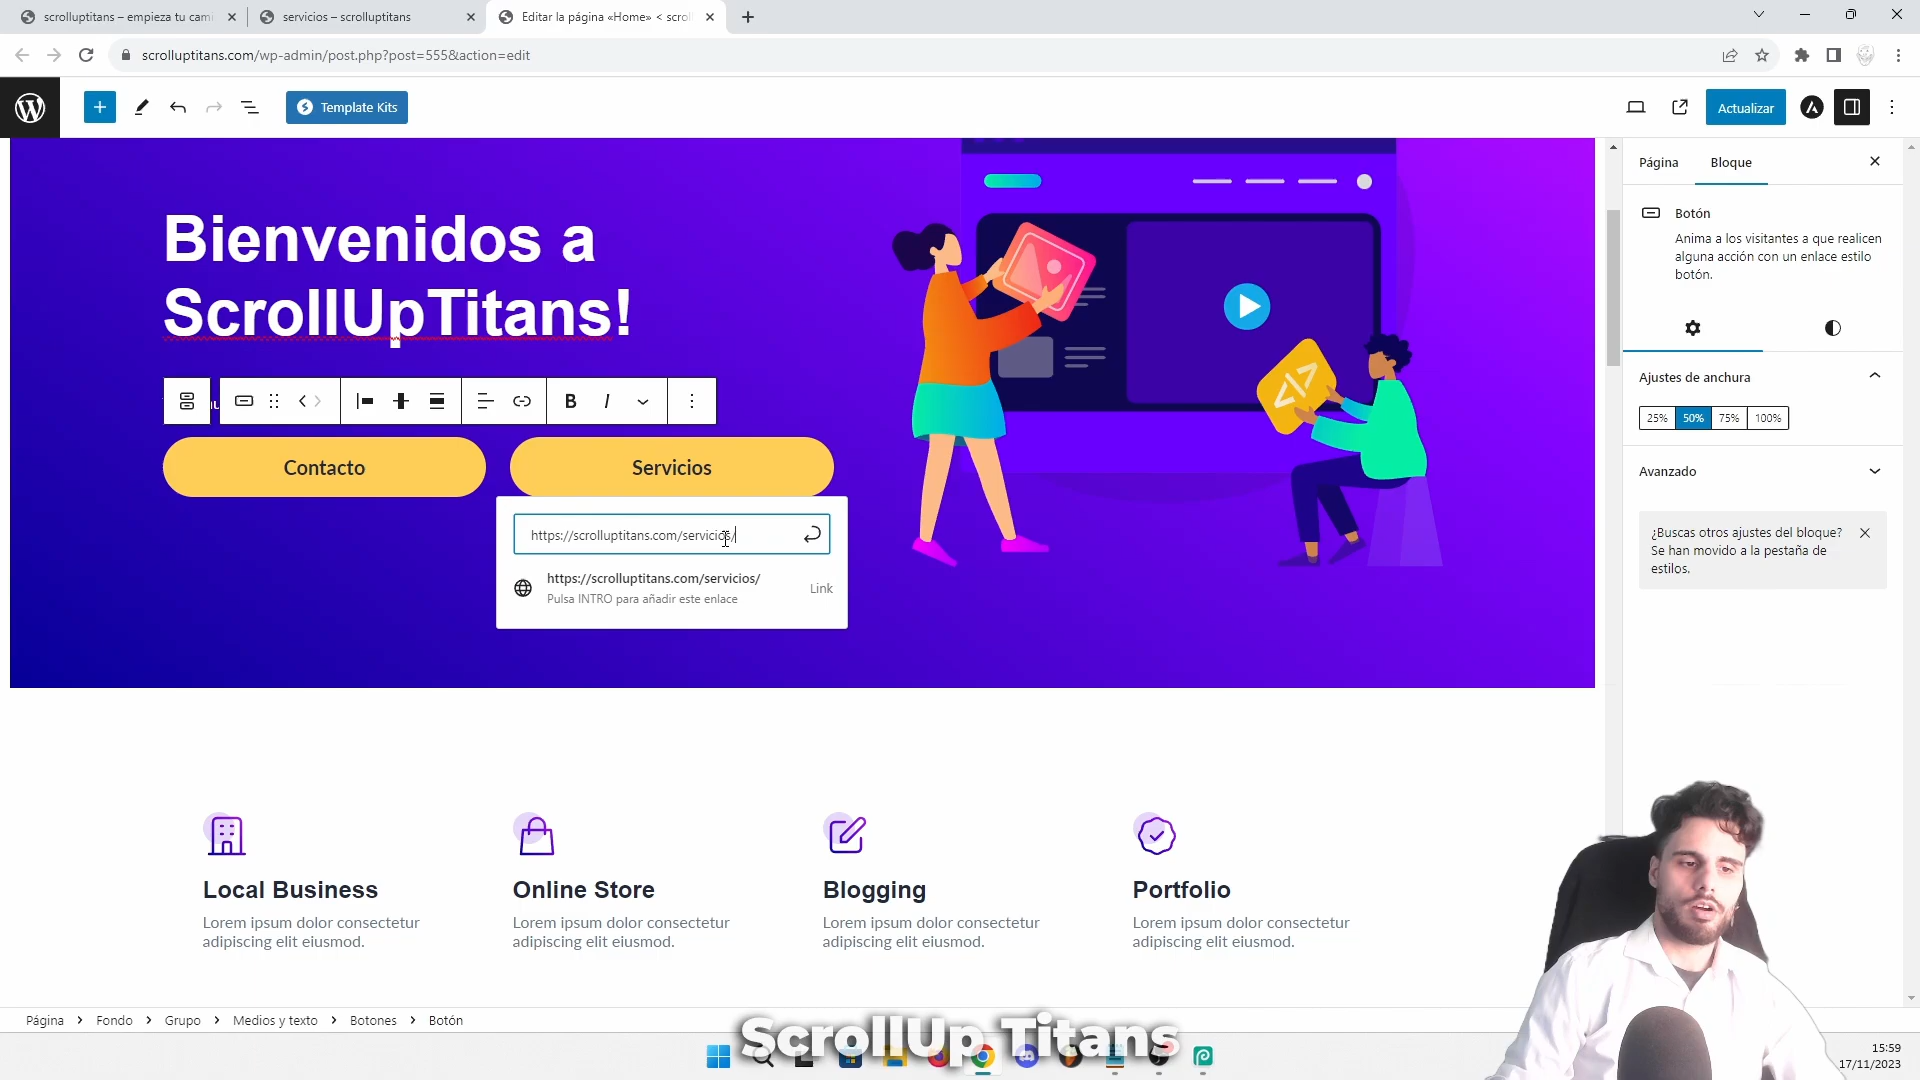 scrolluptitans – empieza tu cami
servicios – scrolluptitans
Editar la página «Home» < scroll
scrolluptitans.com/wp-admin/post.php?post=555&action=edit
Template Kits
Actualizar
Bienvenidos a
ScrollUpTitans!
Contacto
Servicios
https://scrolluptitans.com/servicios/
https://scrolluptitans.com/servicios/
Pulsa INTRO para añadir este enlace
Link
Local Business
Lorem ipsum dolor consectetur
adipiscing elit eiusmod.
Online Store
Lorem ipsum dolor consectetur
adipiscing elit eiusmod.
Blogging
Lorem ipsum dolor consectetur
adipiscing elit eiusmod.
Portfolio
Lorem ipsum dolor consectetur
adipiscing elit eiusmod.
Página
Bloque
Botón
Anima a los visitantes a que realicen
alguna acción con un enlace estilo
botón.
Ajustes de anchura
25% 50% 75% 100%
Avanzado
¿Buscas otros ajustes del bloque?
Se han movido a la pestaña de
estilos.
Página > Fondo > Grupo > Medios y texto > Botones > Botón
ScrollUp Titans
15:59
17/11/2023